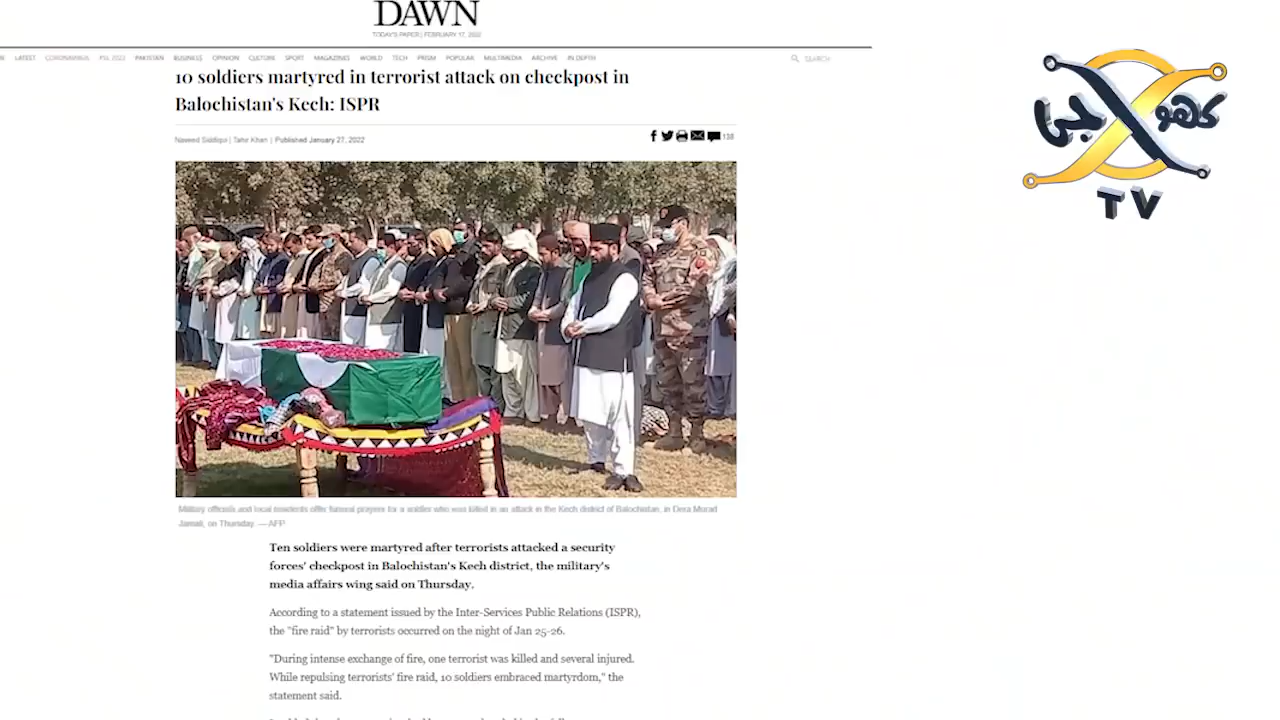 DAWN
TODAY'S PAPER | FEBRUARY 17, 2022
LATEST CORONAVIRUS PSL 2022 PAKISTAN BUSINESS OPINION CULTURE SPORT MAGAZINES WORLD TECH PRISM POPULAR MULTIMEDIA ARCHIVE IN DEPTH SEARCH
10 soldiers martyred in terrorist attack on checkpost in
Balochistan's Kech: ISPR
Naveed Siddiqui | Tahir Khan | Published January 27, 2022
138
Military officials and local residents offer funeral prayers for a soldier who was killed in an attack in the Kech district of Balochistan, in Dera Murad
Jamali, on Thursday. — AFP
Ten soldiers were martyred after terrorists attacked a security
forces' checkpost in Balochistan's Kech district, the military's
media affairs wing said on Thursday.
According to a statement issued by the Inter-Services Public Relations (ISPR),
the "fire raid" by terrorists occurred on the night of Jan 25-26.
"During intense exchange of fire, one terrorist was killed and several injured.
While repulsing terrorists' fire raid, 10 soldiers embraced martyrdom," the
statement said.
کھوجی
TV